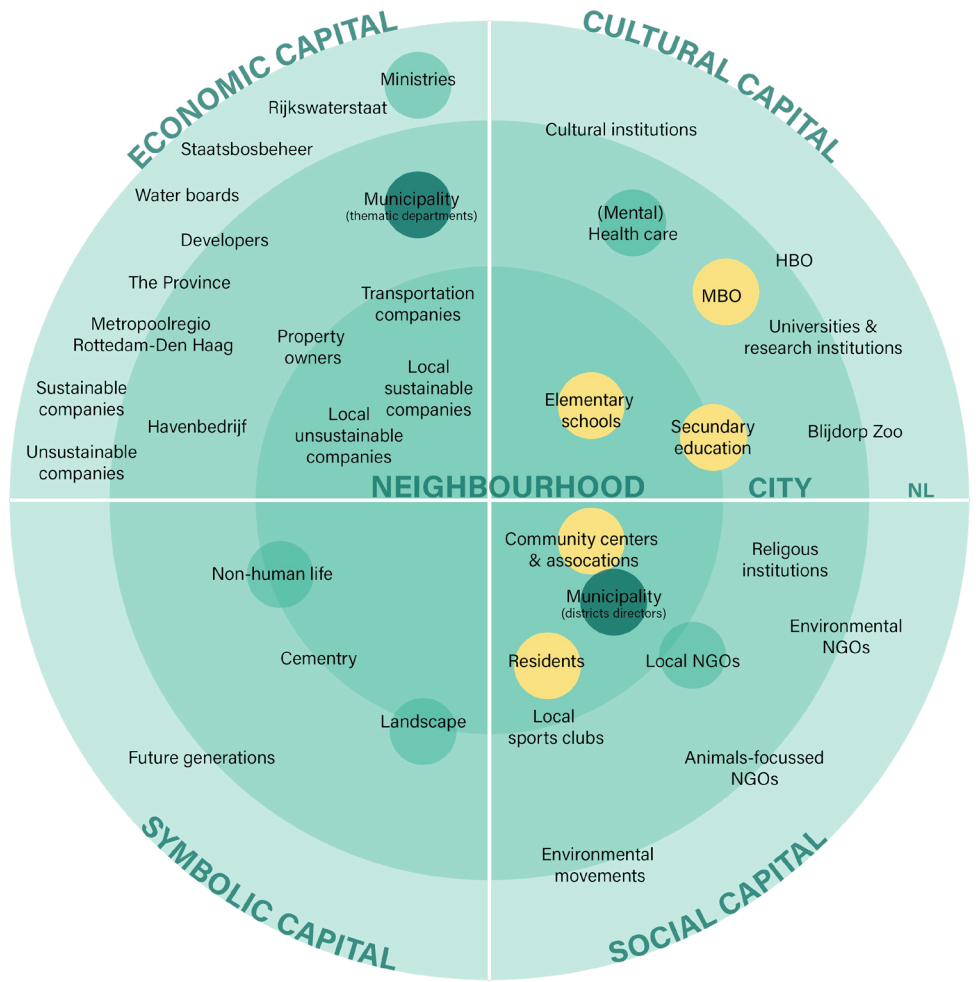 ECONOMIC CAPITAL
Ministries
Rijkswaterstaat
Staatsbosbeheer
Water boards
Municipality
(thematic departments)
Developers
The Province
Transportation
companies
Metropoolregio
Rottedam-Den Haag
Property
owners
Sustainable
companies
Local
sustainable
companies
Havenbedrijf
Local
unsustainable
companies
Unsustainable
companies
CULTURAL CAPITAL
Cultural institutions
(Mental)
Health care
HBO
MBO
Universities &
research institutions
Elementary
schools
Secundary
education
Blijdorp Zoo
NEIGHBOURHOOD
CITY
NL
Non-human life
Cementry
Landscape
Future generations
SYMBOLIC CAPITAL
Community centers
& assocations
Religous
institutions
Municipality
(districts directors)
Environmental
NGOs
Residents
Local NGOs
Local
sports clubs
Animals-focussed
NGOs
Environmental
movements
SOCIAL CAPITAL